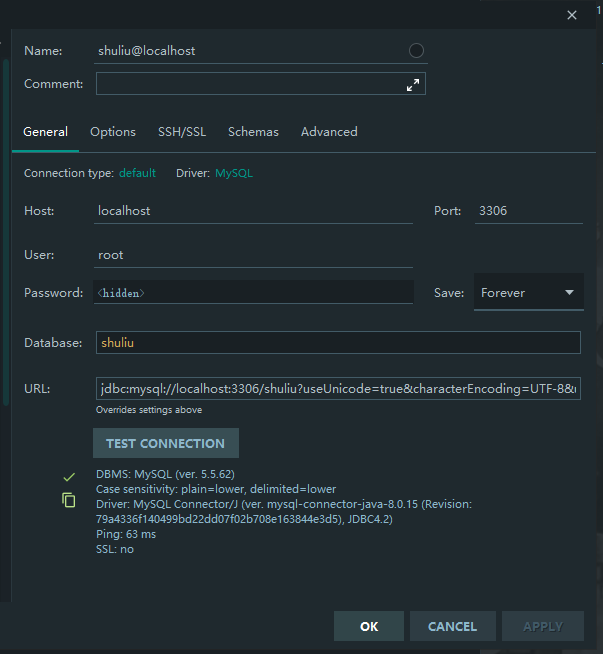 Name: shuliu@localhost
Comment:
General Options SSH/SSL Schemas Advanced
Connection type: default Driver: MySQL
Host: localhost Port: 3306
User: root
Password: <hidden> Save: Forever
Database: shuliu
URL: jdbc:mysql://localhost:3306/shuliu?useUnicode=true&characterEncoding=UTF-8&
Overrides settings above
TEST CONNECTION
DBMS: MySQL (ver. 5.5.62)
Case sensitivity: plain=lower, delimited=lower
Driver: MySQL Connector/J (ver. mysql-connector-java-8.0.15 (Revision:
79a4336f140499bd22dd07f02b708e163844e3d5), JDBC4.2)
Ping: 63 ms
SSL: no
OK CANCEL APPLY